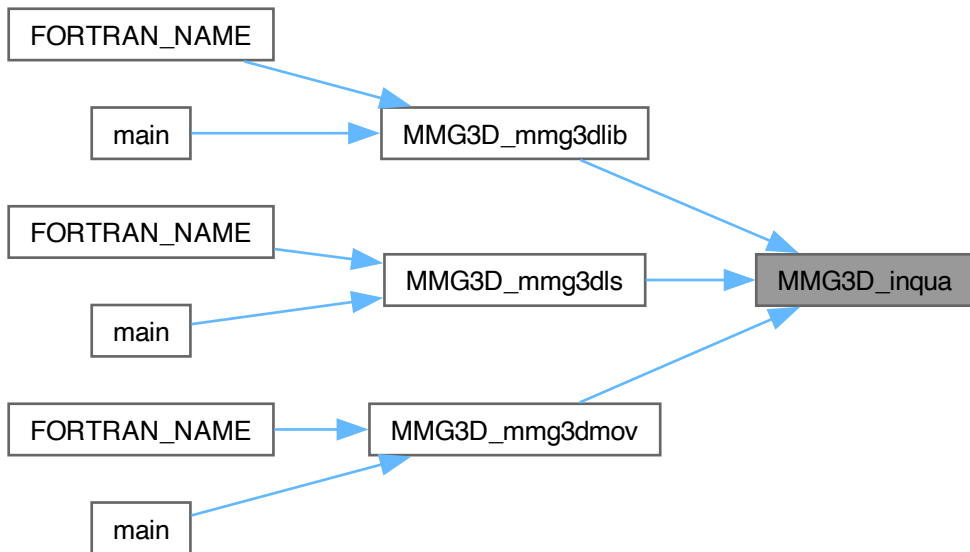 FORTRAN_NAME
main
MMG3D_mmg3dlib
FORTRAN_NAME
main
MMG3D_mmg3dls
MMG3D_inqua
FORTRAN_NAME
main
MMG3D_mmg3dmov